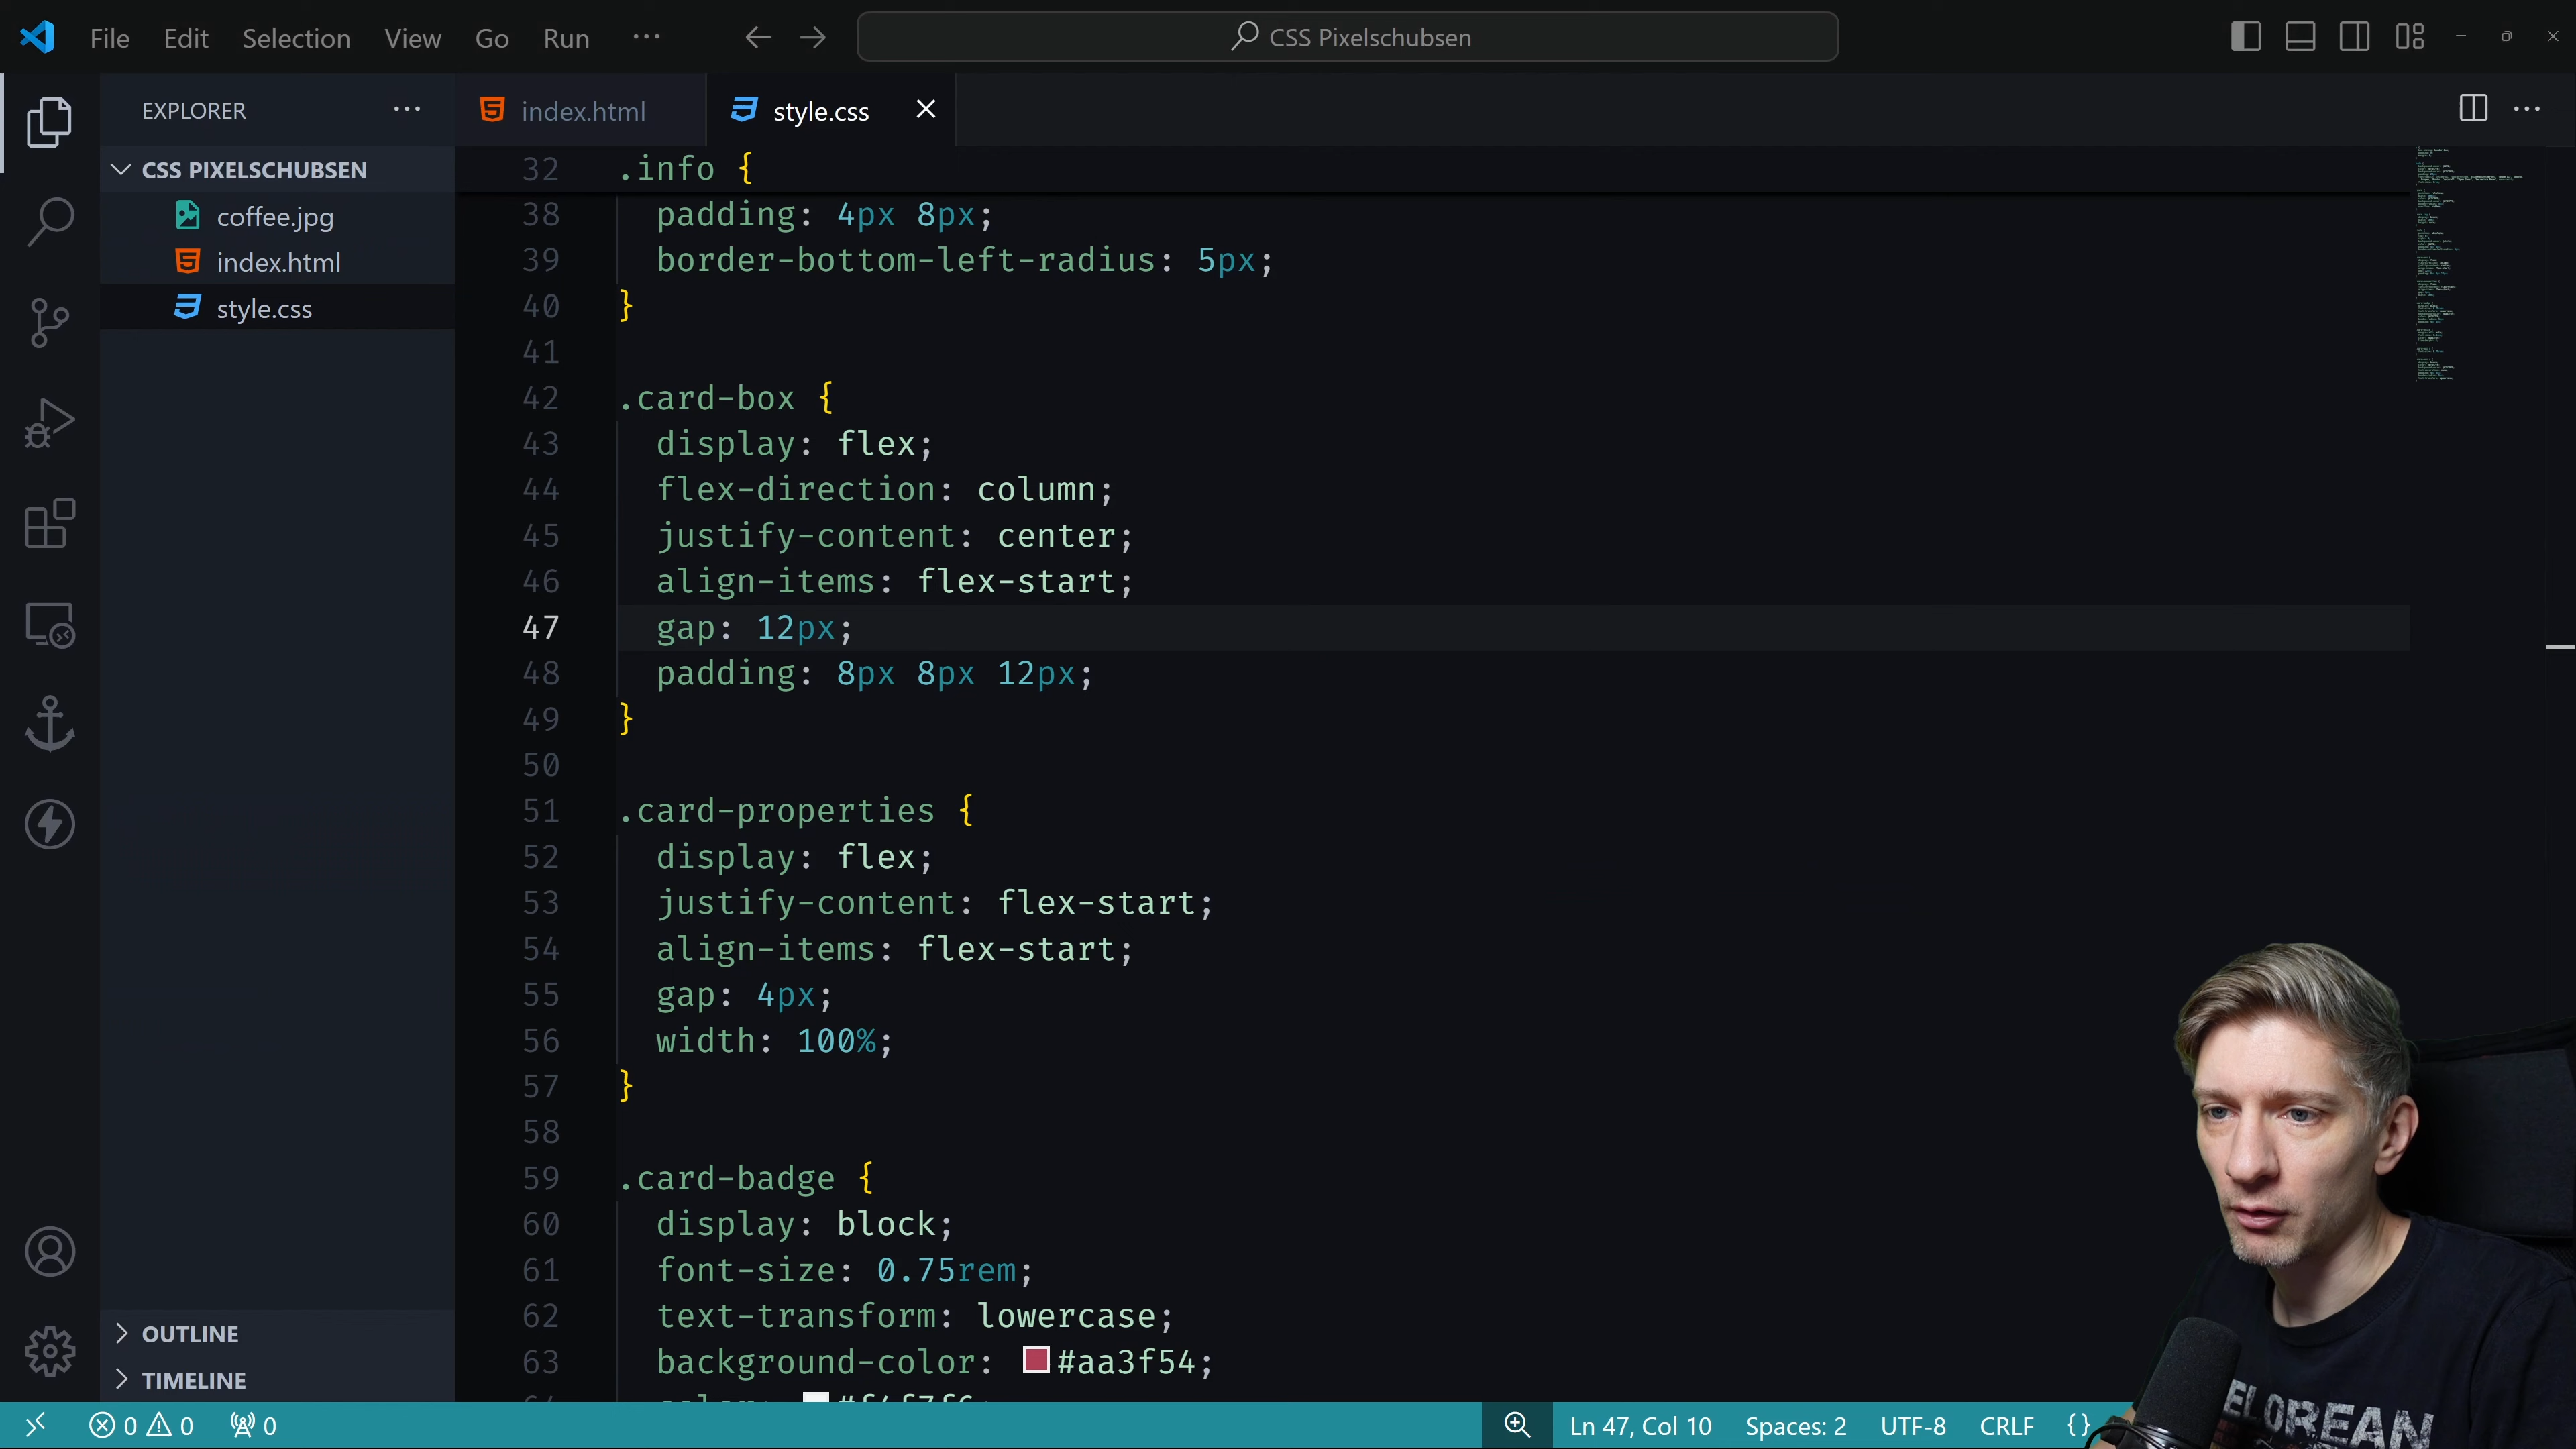 File Edit Selection View Go Run ···
CSS Pixelschubsen
EXPLORER
index.html
style.css
CSS PIXELSCHUBSEN
coffee.jpg
index.html
style.css
OUTLINE
TIMELINE
32 .info {
38 padding: 4px 8px;
39 border-bottom-left-radius: 5px;
40 }
41
42 .card-box {
43 display: flex;
44 flex-direction: column;
45 justify-content: center;
46 align-items: flex-start;
47 gap: 12px;
48 padding: 8px 8px 12px;
49 }
50
51 .card-properties {
52 display: flex;
53 justify-content: flex-start;
54 align-items: flex-start;
55 gap: 4px;
56 width: 100%;
57 }
58
59 .card-badge {
60 display: block;
61 font-size: 0.75rem;
62 text-transform: lowercase;
63 background-color: #aa3f54;
0 0 0
Ln 47, Col 10 Spaces: 2 UTF-8 CRLF {}